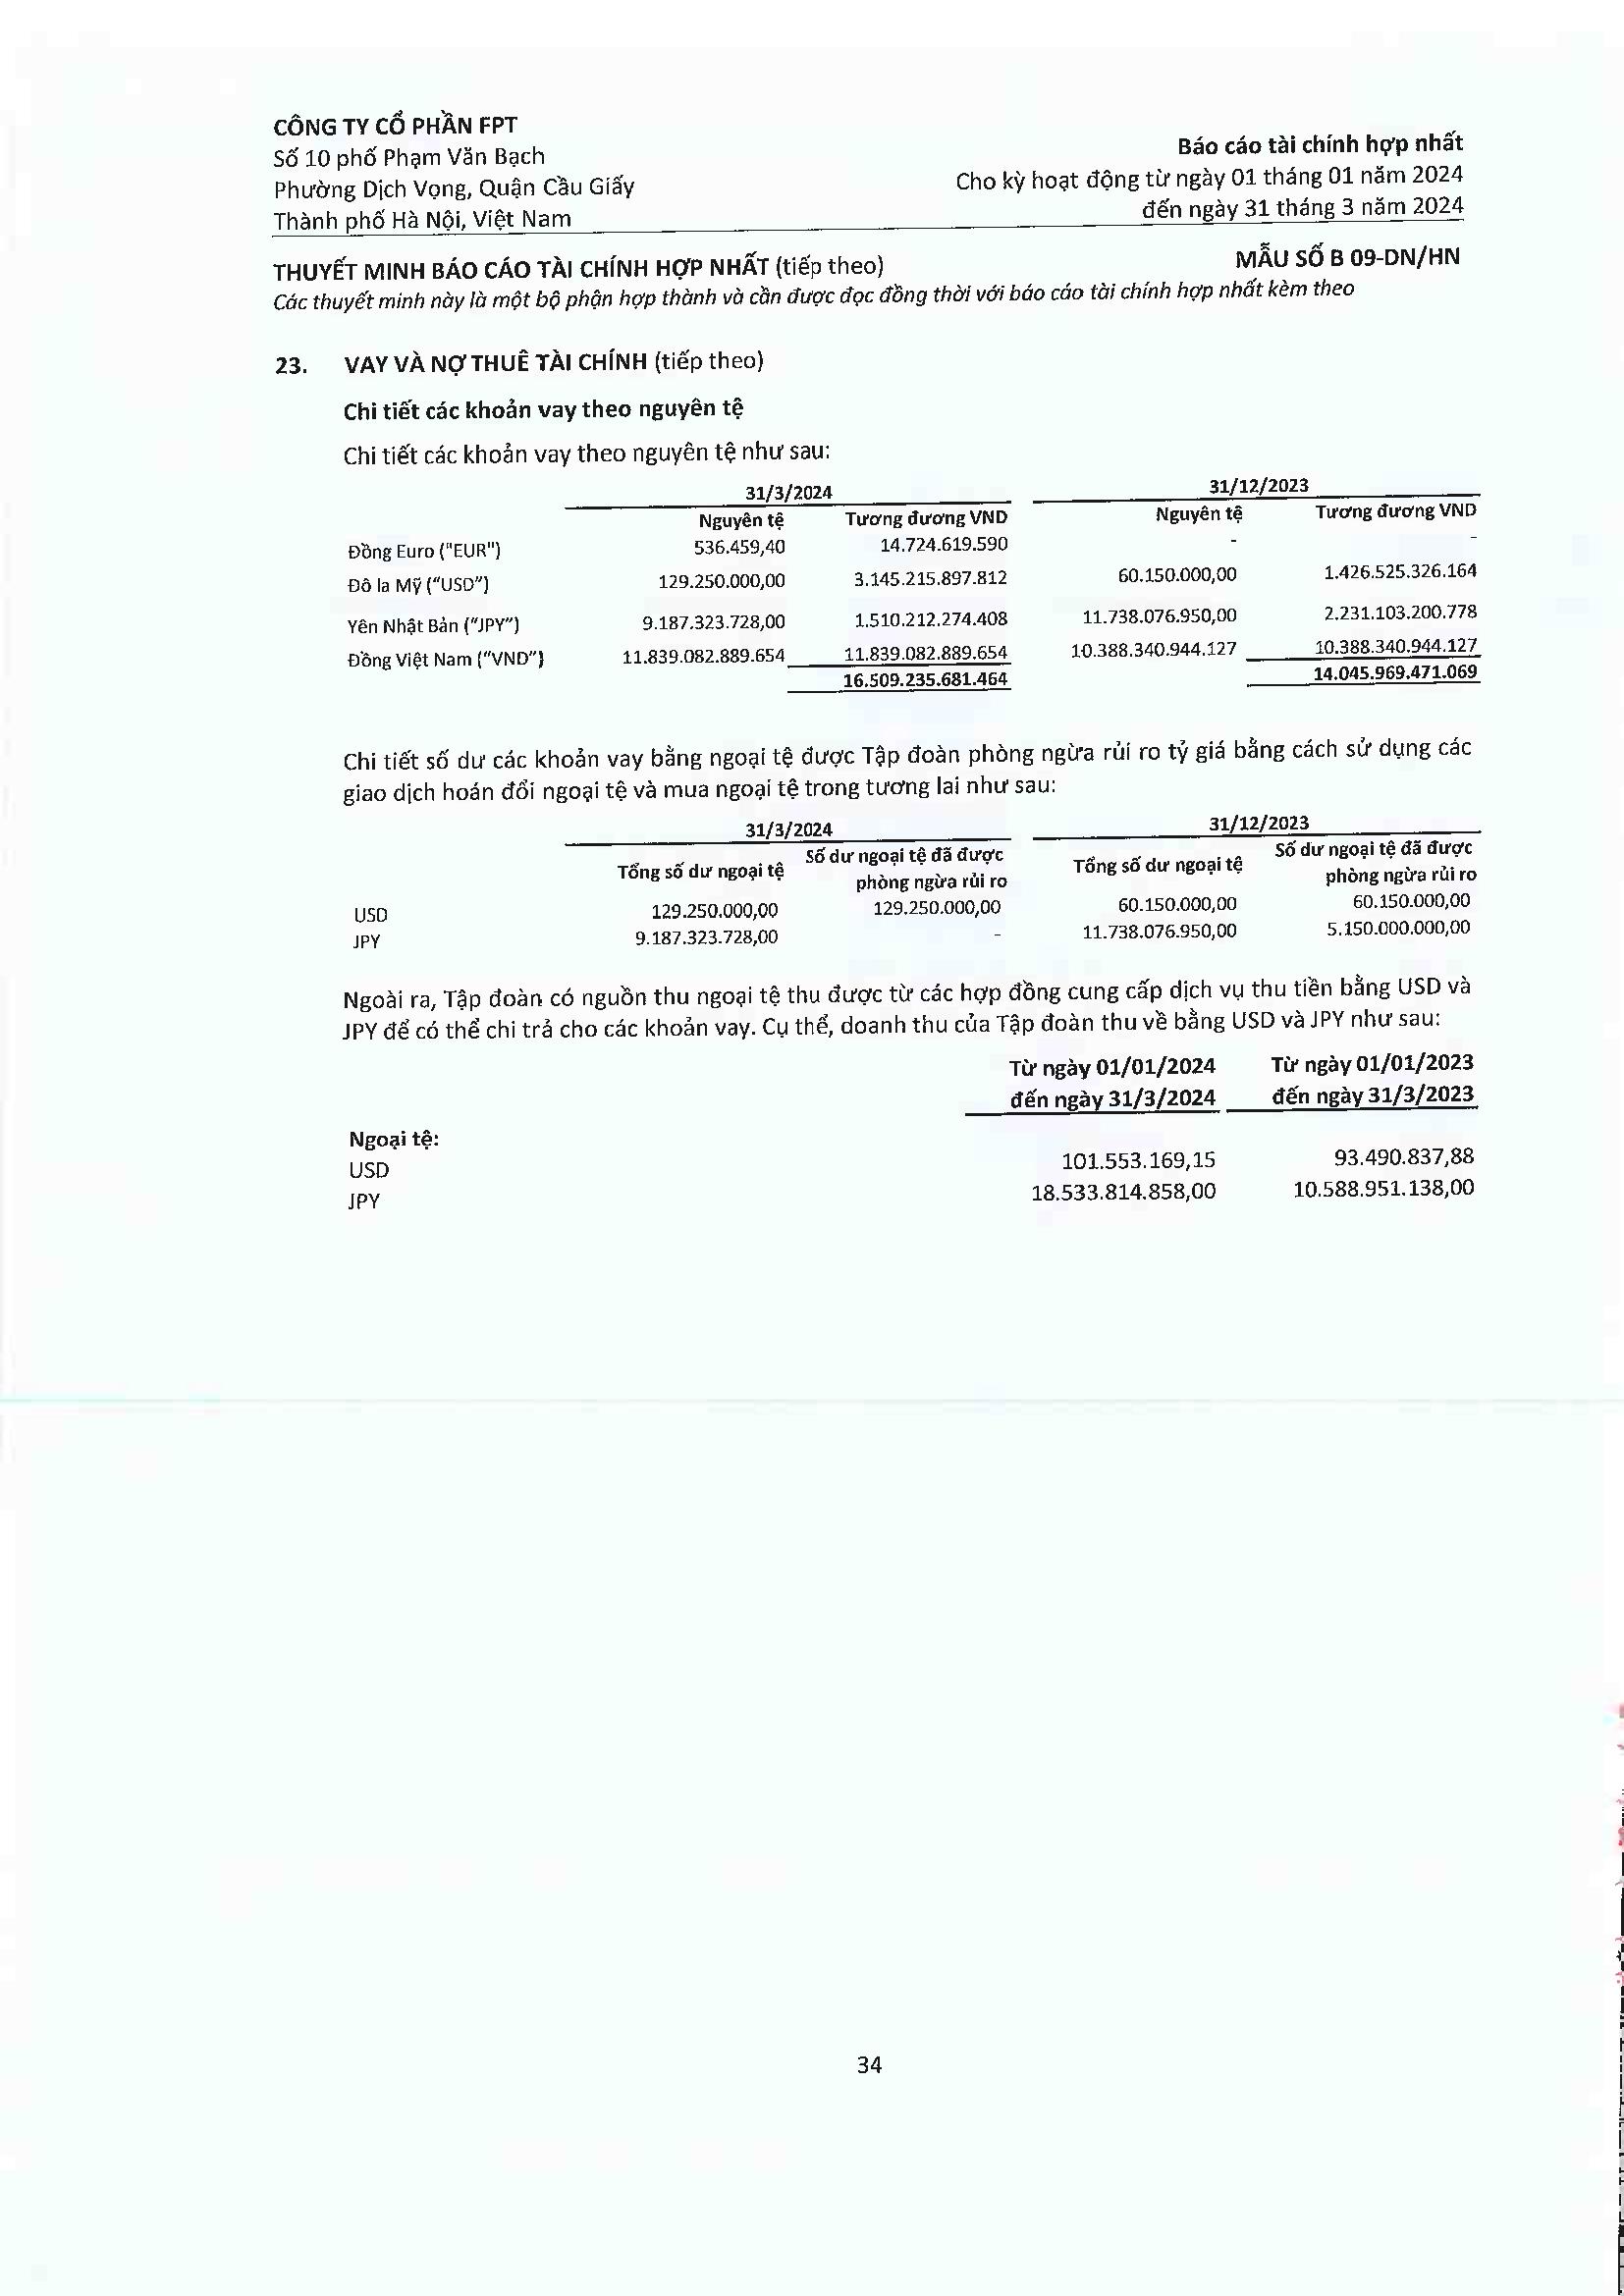 CÔNG TY CỔ PHẦN FPT
Số 10 phố Phạm Văn Bạch
Phường Dịch Vọng, Quận Cầu Giấy
Thành phố Hà Nội, Việt Nam
Báo cáo tài chính hợp nhất
Cho kỳ hoạt động từ ngày 01 tháng 01 năm 2024
đến ngày 31 tháng 3 năm 2024
THUYẾT MINH BÁO CÁO TÀI CHÍNH HỢP NHẤT (tiếp theo) MẪU SỐ B 09-DN/HN
Các thuyết minh này là một bộ phận hợp thành và cần được đọc đồng thời với báo cáo tài chính hợp nhất kèm theo
23. VAY VÀ NỢ THUÊ TÀI CHÍNH (tiếp theo)
Chi tiết các khoản vay theo nguyên tệ
Chi tiết các khoản vay theo nguyên tệ như sau:
31/3/2024 31/12/2023
Nguyên tệ Tương đương VND Nguyên tệ Tương đương VND
Đồng Euro ("EUR") 536.459,40 14.724.619.590 - -
Đô la Mỹ (“USD”) 129.250.000,00 3.145.215.897.812 60.150.000,00 1.426.525.326.164
Yên Nhật Bản (“JPY”) 9.187.323.728,00 1.510.212.274.408 11.738.076.950,00 2.231.103.200.778
Đồng Việt Nam (“VND”) 11.839.082.889.654 11.839.082.889.654 10.388.340.944.127 10.388.340.944.127
16.509.235.681.464 14.045.969.471.069
Chi tiết số dư các khoản vay bằng ngoại tệ được Tập đoàn phòng ngừa rủi ro tỷ giá bằng cách sử dụng các
giao dịch hoán đổi ngoại tệ và mua ngoại tệ trong tương lai như sau:
31/3/2024 31/12/2023
Tổng số dư ngoại tệ Số dư ngoại tệ đã được Tổng số dư ngoại tệ Số dư ngoại tệ đã được
phòng ngừa rủi ro phòng ngừa rủi ro
USD 129.250.000,00 129.250.000,00 60.150.000,00 60.150.000,00
JPY 9.187.323.728,00 - 11.738.076.950,00 5.150.000.000,00
Ngoài ra, Tập đoàn có nguồn thu ngoại tệ thu được từ các hợp đồng cung cấp dịch vụ thu tiền bằng USD và
JPY để có thể chi trả cho các khoản vay. Cụ thể, doanh thu của Tập đoàn thu về bằng USD và JPY như sau:
Từ ngày 01/01/2024 Từ ngày 01/01/2023
đến ngày 31/3/2024 đến ngày 31/3/2023
Ngoại tệ:
USD 101.553.169,15 93.490.837,88
JPY 18.533.814.858,00 10.588.951.138,00
34